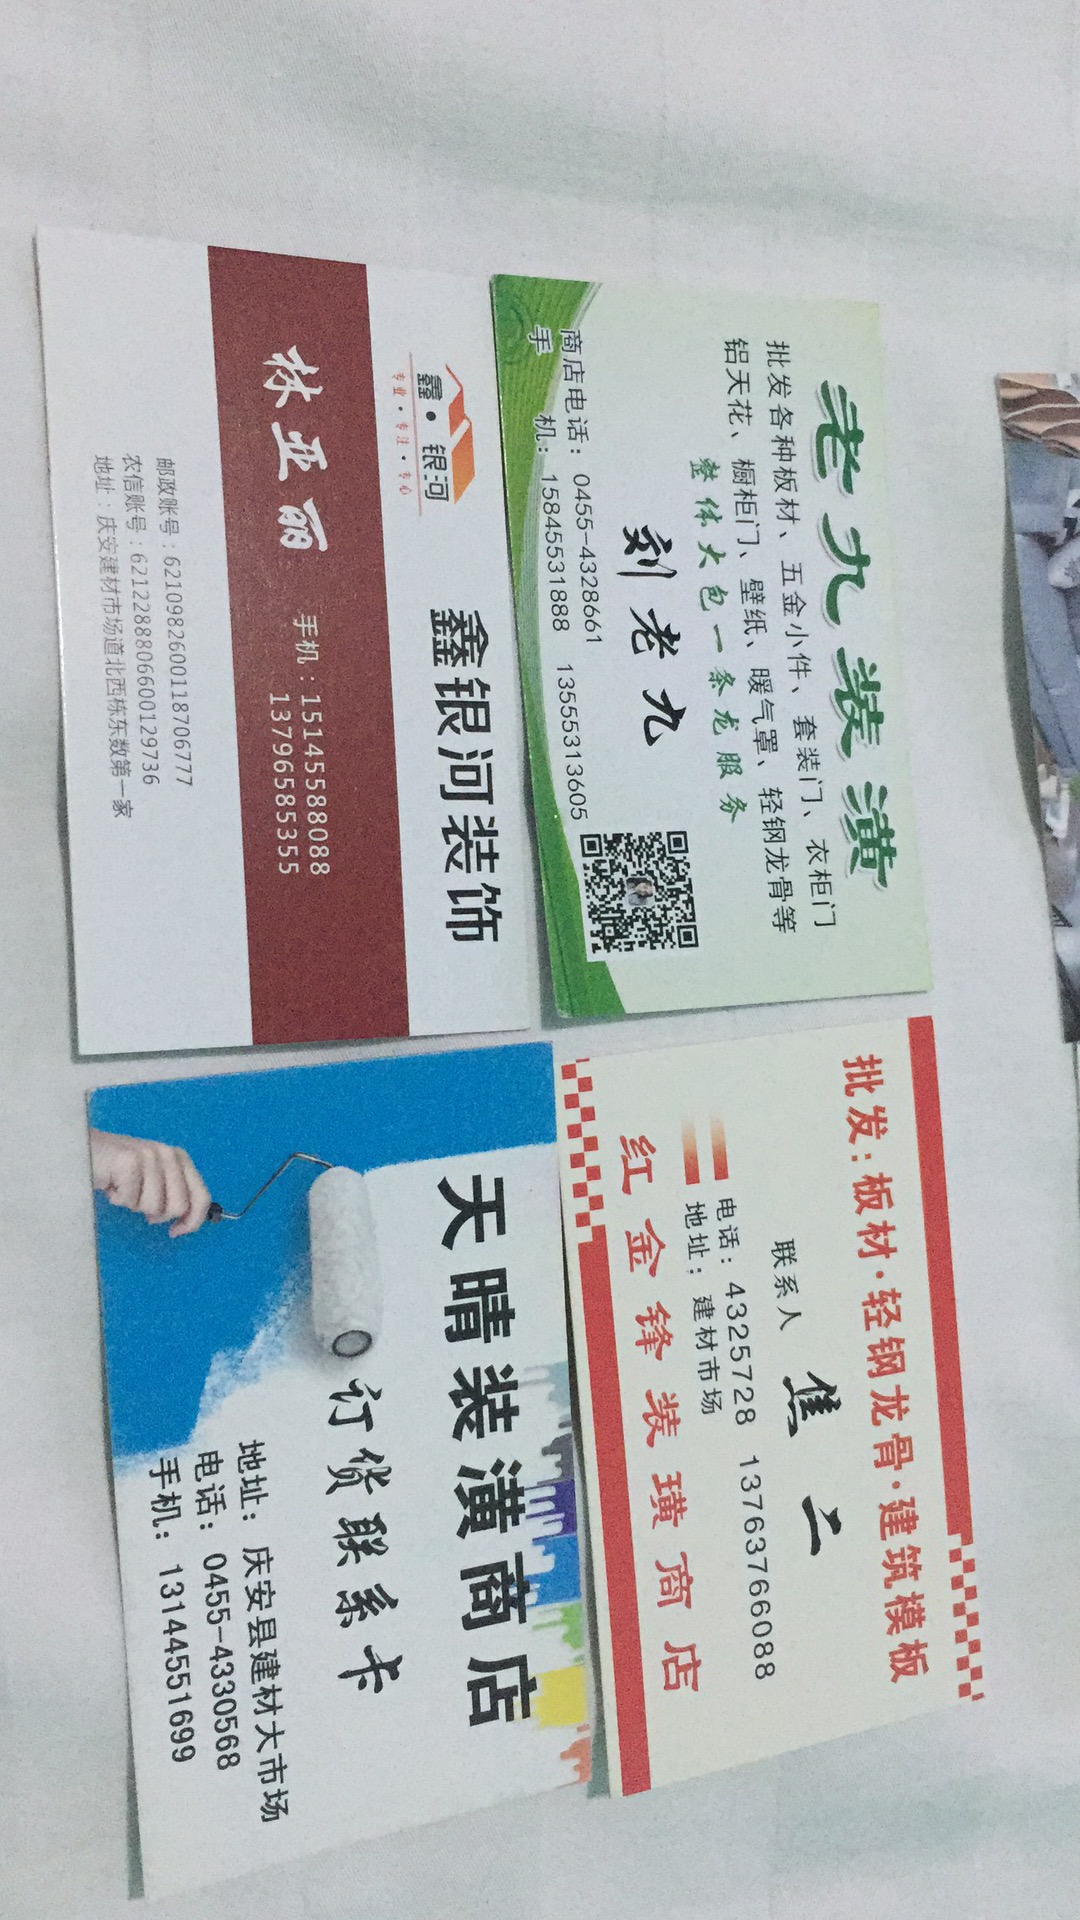 老九装潢
批发各种板材、五金小件、套装门、衣柜门
铝天花、橱柜门、壁纸、暖气罩、轻钢龙骨等
整体大包一条龙服务
刘老九
商店电话：0455-4328661
手机：15845531888 13555313605
鑫·银河
专业·专注·专心
鑫银河装饰
林亚丽
手机：15145588088
13796585355
邮政账号：6210982600118706777
农信账号：6212288806600129736
地址：庆安建材市场道北西栋东数第一家
批发：板材·轻钢龙骨·建筑模板
联系人 焦二
电话：4325728 13763766088
地址：建材市场
红金锋装璜商店
天晴装潢商店
订货联系卡
地址：庆安县建材大市场
电话：0455-4330568
手机：13144551699